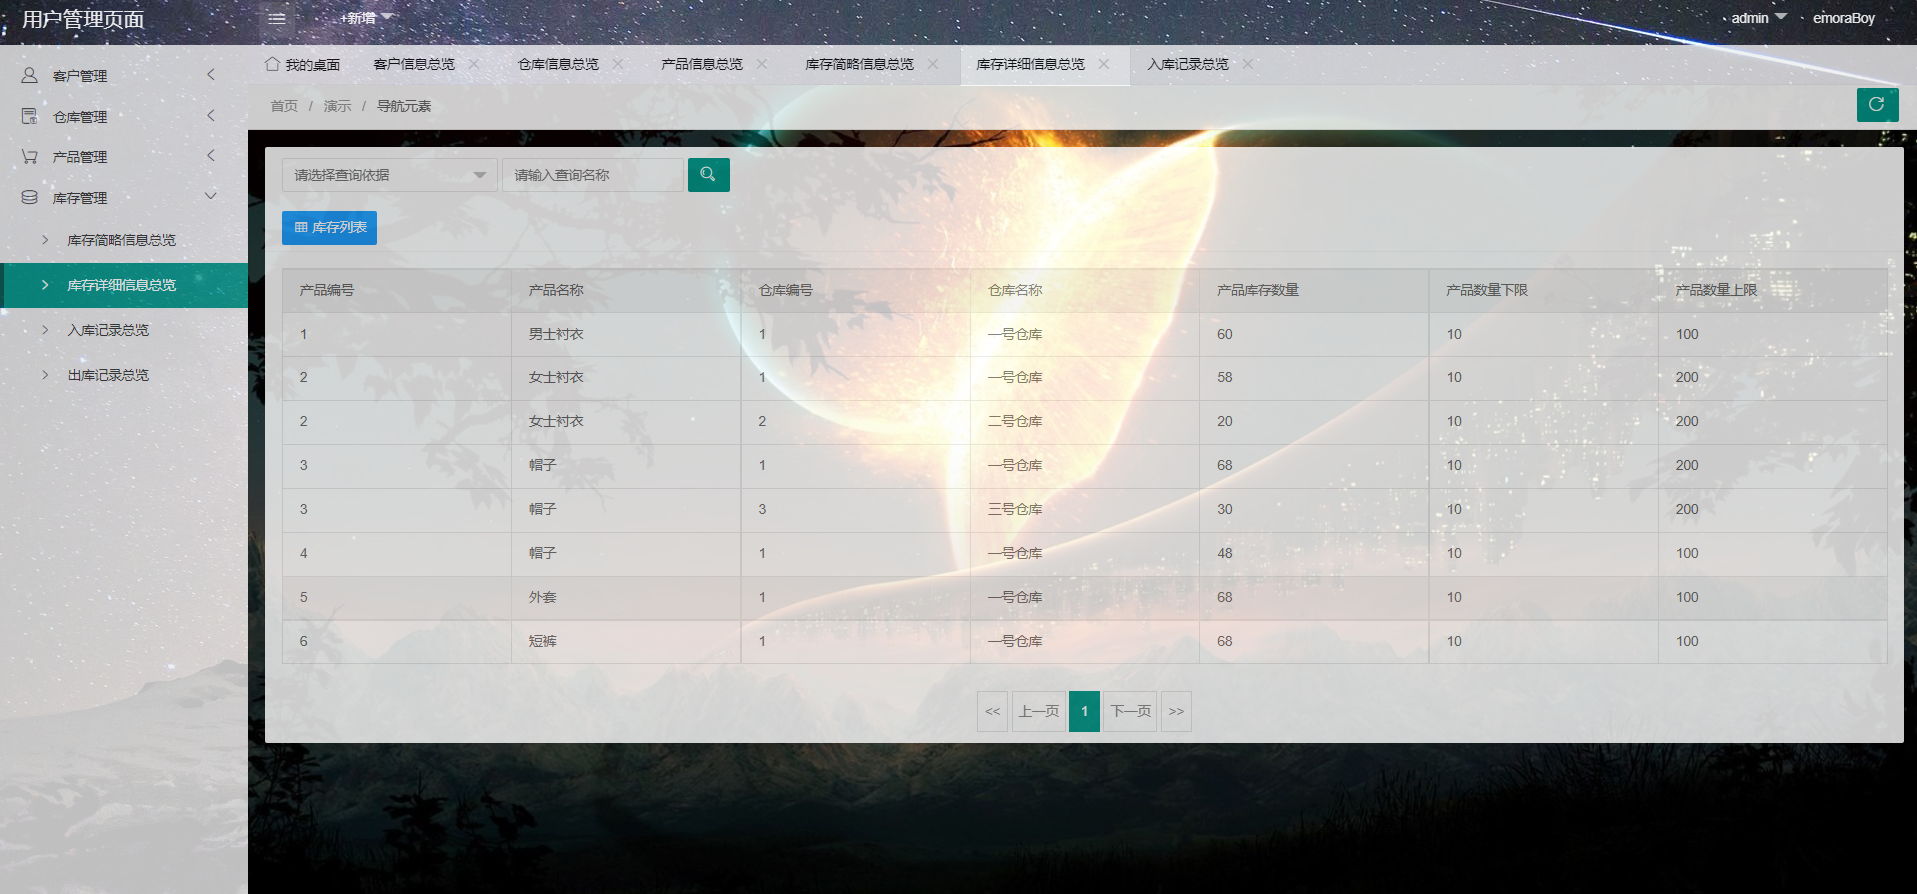 用户管理页面 +新增 admin emoraBoy
我的桌面 客户信息总览 仓库信息总览 产品信息总览 库存简略信息总览 库存详细信息总览 入库记录总览
首页 / 演示 / 导航元素
客户管理
仓库管理
产品管理
库存管理
库存简略信息总览
库存详细信息总览
入库记录总览
出库记录总览
请选择查询依据 请输入查询名称
库存列表
产品编号 产品名称 仓库编号 仓库名称 产品库存数量 产品数量下限 产品数量上限
1 男士衬衣 1 一号仓库 60 10 100
2 女士衬衣 1 一号仓库 58 10 200
2 女士衬衣 2 二号仓库 20 10 200
3 帽子 1 一号仓库 68 10 200
3 帽子 3 三号仓库 30 10 200
4 帽子 1 一号仓库 48 10 100
5 外套 1 一号仓库 68 10 100
6 短裤 1 一号仓库 68 10 100
<< 上一页 1 下一页 >>